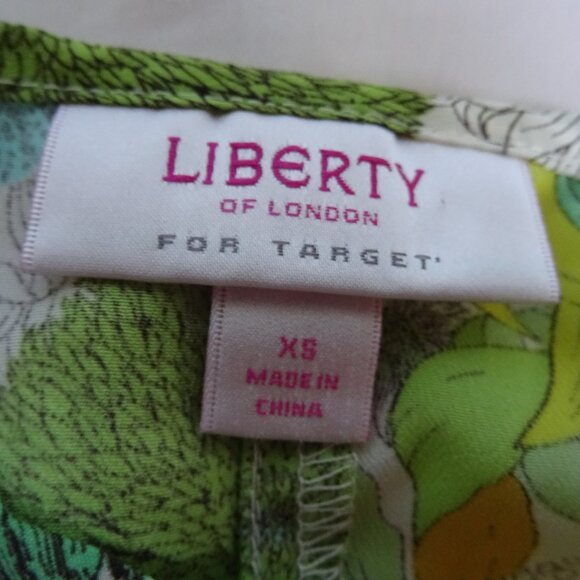 LIBERTY
OF LONDON
FOR TARGET
XS
MADE IN
CHINA